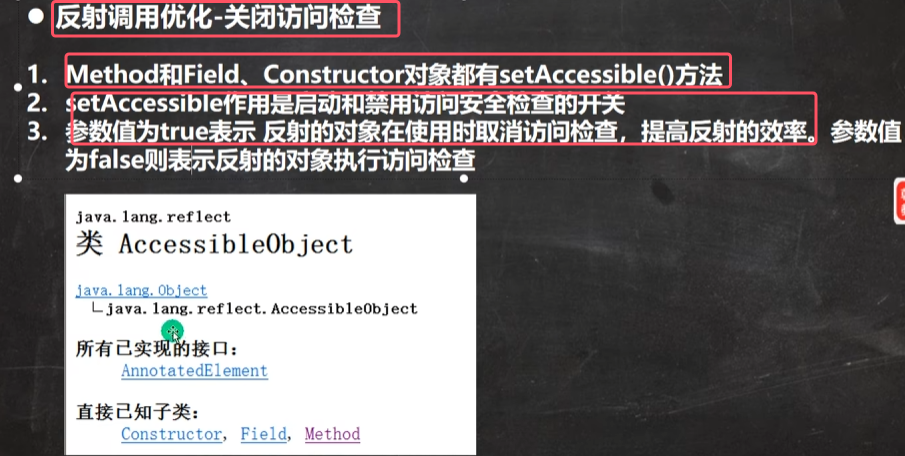 反射调用优化-关闭访问检查
1. Method和Field、Constructor对象都有setAccessible()方法
2. setAccessible作用是启动和禁用访问安全检查的开关
3. 参数值为true表示 反射的对象在使用时取消访问检查，提高反射的效率。参数值
为false则表示反射的对象执行访问检查
java.lang.reflect
类 AccessibleObject
java.lang.Object
└java.lang.reflect.AccessibleObject
所有已实现的接口：
AnnotatedElement
直接已知子类：
Constructor, Field, Method